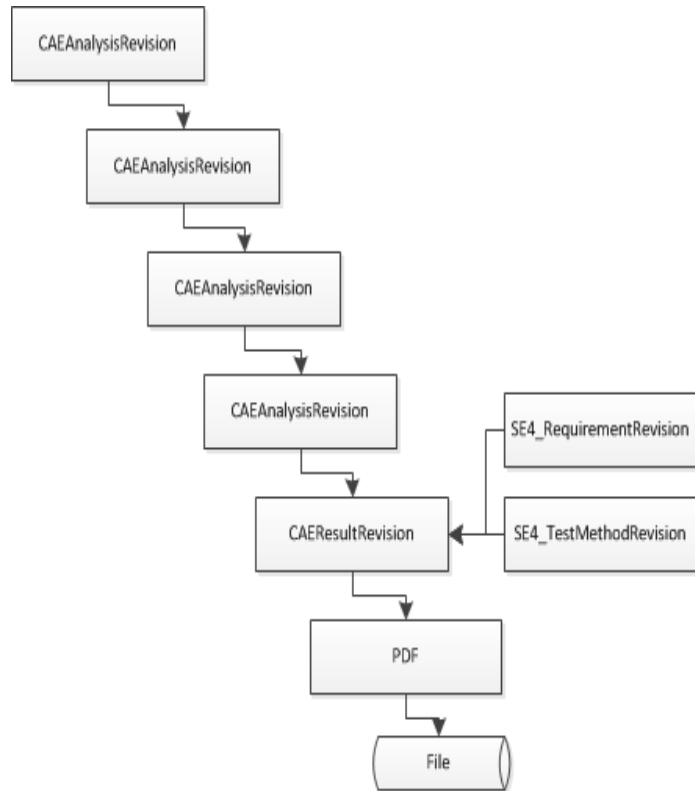 CAEAnalysisRevision
CAEAnalysisRevision
CAEAnalysisRevision
CAEAnalysisRevision
SE4_RequirementRevision
CAEResultRevision
SE4_TestMethodRevision
PDF
File